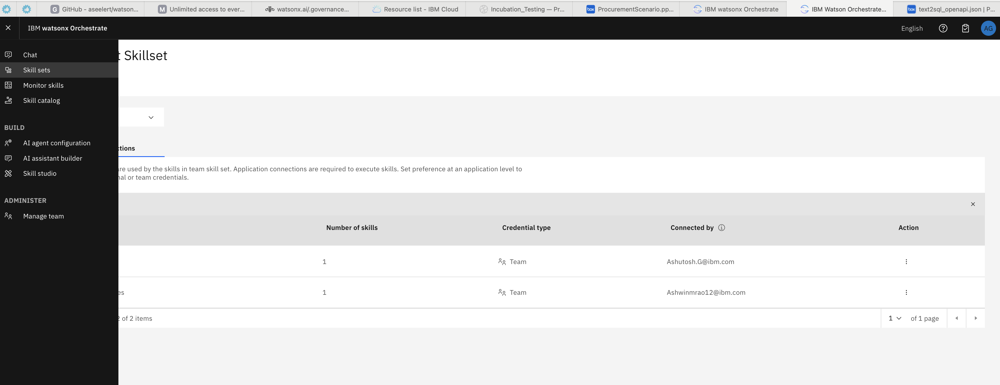 G GitHub - aseelert/watson...
M Unlimited access to ever...
watsonx.ai/.governance...
Resource list - IBM Cloud
Incubation_Testing — Pr...
box ProcurementScenario.pp...
IBM watsonx Orchestrate
IBM Watson Orchestrate...
box text2sql_openapi.json | P...
IBM watsonx Orchestrate
English
AG
Chat
Skill sets
Monitor skills
Skill catalog
BUILD
AI agent configuration
AI assistant builder
Skill studio
ADMINISTER
Manage team
t Skillset
ctions
re used by the skills in team skill set. Application connections are required to execute skills. Set preference at an application level to
nal or team credentials.
Number of skills Credential type Connected by Action
1 Team Ashutosh.G@ibm.com
es 1 Team Ashwinmrao12@ibm.com
2 of 2 items 1 of 1 page